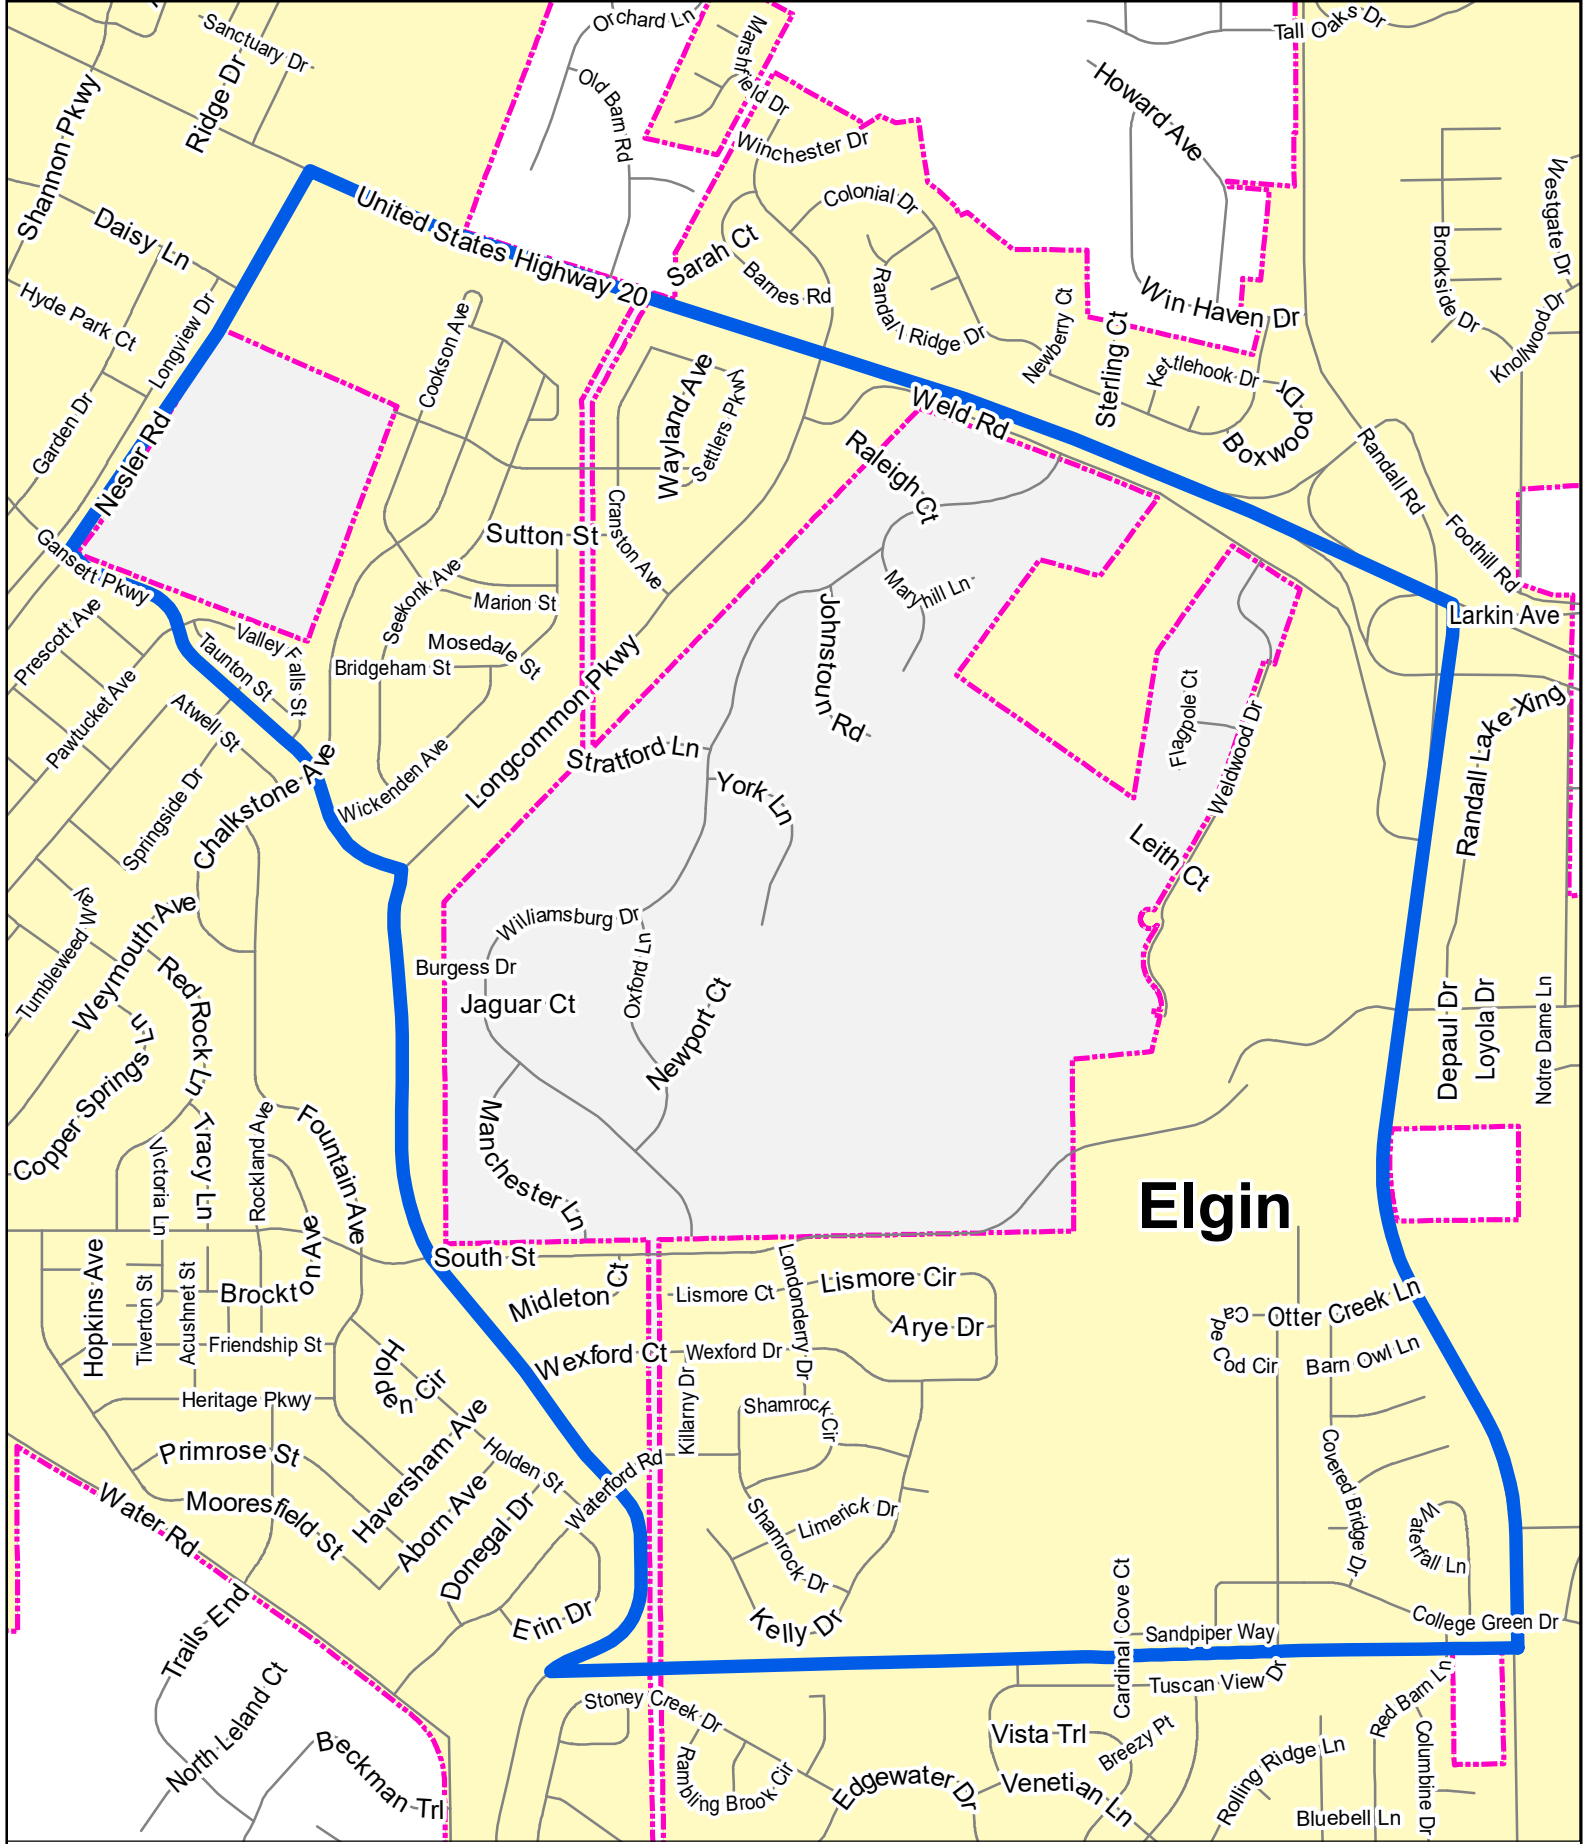 Orchard Ln
Tall Oaks Dr
Sanctuary Dr
Marshfield Dr
Ridge Dr
Old Barn Rd
Howard Ave
Shannon Pkwy
Winchester Dr
Colonial Dr
Westgate Dr
Daisy Ln
United States Highway 20
Sarah Ct
Barnes Rd
Brookside Dr
Hyde Park Ct
Longview Dr
Cookson Ave
Randall Ridge Dr
Newberry Ct
Sterling Ct
Win Haven Dr
Knollwood Dr
Kettlehook Dr
Wayland Ave
Settlers Pkwy
Weld Rd
Boxwood Dr
Garden Dr
Nesler Rd
Raleigh Ct
Randall Rd
Foothill Rd
Sutton St
Cranston Ave
Gansett Pkwy
Seekonk Ave
Marion St
Maryhill Ln
Larkin Ave
Prescott Ave
Valley Falls St
Taunton St
Mosedale St
Bridgeham St
Johnstoun Rd
Pawtucket Ave
Atwell St
Longcommon Pkwy
Flagpole Ct
Weldwood Dr
Randall Lake Xing
Stratford Ln
York Ln
Wickenden Ave
Chalkstone Ave
Springside Dr
Leith Ct
Tumbleweed Way
Weymouth Ave
Williamsburg Dr
Burgess Dr
Oxford Ln
Jaguar Ct
Newport Ct
Red Rock Ln
Copper Springs Ln
Depaul Dr
Loyola Dr
Notre Dame Ln
Manchester Ln
Victoria Ln
Tracy Ln
Rockland Ave
Fountain Ave
Elgin
South St
Hopkins Ave
Tiverton St
Acushnet St
Brockton Ave
Midleton Ct
Lismore Ct
Londonderry Dr
Lismore Cir
Arye Dr
Cape Cod Cir
Otter Creek Ln
Barn Owl Ln
Friendship St
Holden Cir
Wexford Ct
Wexford Dr
Heritage Pkwy
Killarny Dr
Shamrock Cir
Primrose St
Haversham Ave
Holden St
Waterford Rd
Covered Bridge Dr
Mooresfield St
Water Rd
Aborn Ave
Donegal Dr
Shamrock Dr
Limerick Dr
Waterfall Ln
Trails End
Erin Dr
Kelly Dr
Cardinal Cove Ct
Sandpiper Way
College Green Dr
North Leland Ct
Stoney Creek Dr
Tuscan View Dr
Red Barn Ln
Beckman Trl
Rambling Brook Cir
Edgewater Dr
Vista Trl
Breezy Pt
Venetian Ln
Rolling Ridge Ln
Bluebell Ln
Columbine Dr